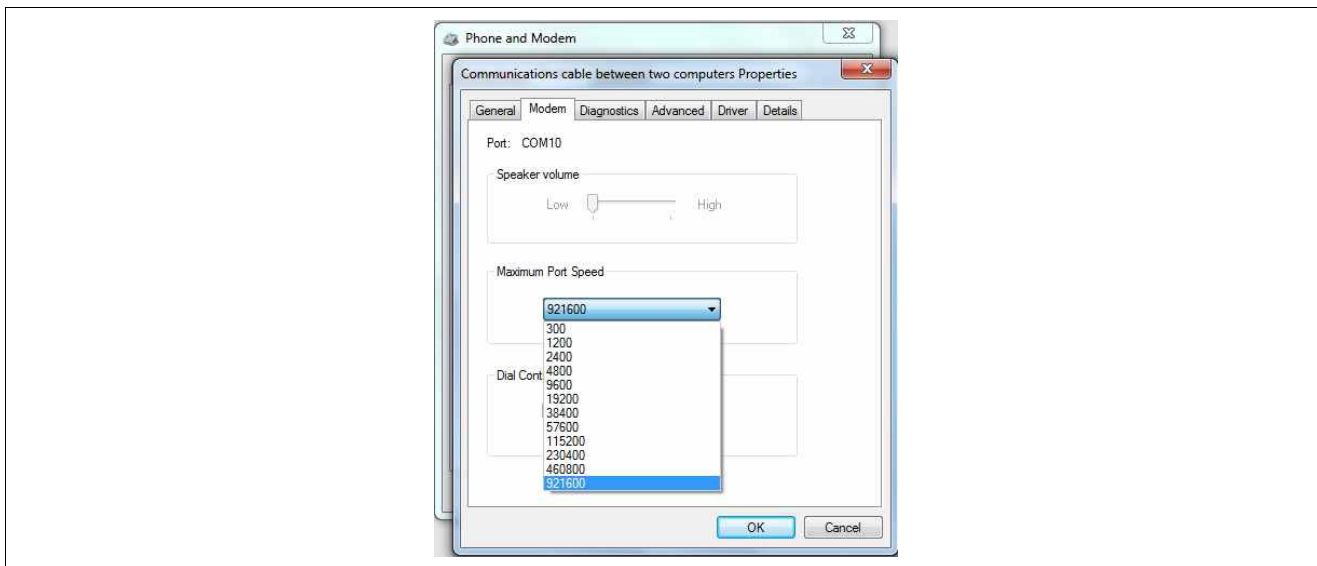 Phone and Modem
Communications cable between two computers Properties
General Modem Diagnostics Advanced Driver Details
Port: COM10
Speaker volume
Low High
Maximum Port Speed
921600
300
1200
2400
4800
Dial Cont
9600
19200
38400
57600
115200
230400
460800
921600
OK Cancel